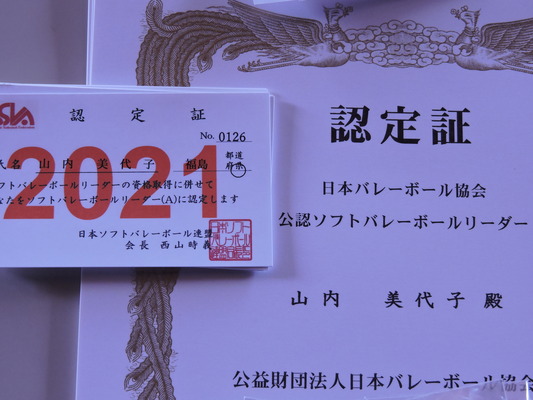 認定証
No. 0126
氏名 山内 美代子 福島 都道府県
2021
フトバレーボールリーダーの資格取得に併せて
なたをソフトバレーボールリーダー(A)に認定します
日本ソフトバレーボール連盟
会長 西山時義
認定証
日本バレーボール協会
公認ソフトバレーボールリーダー
山内 美代子殿
公益財団法人日本バレーボール協会